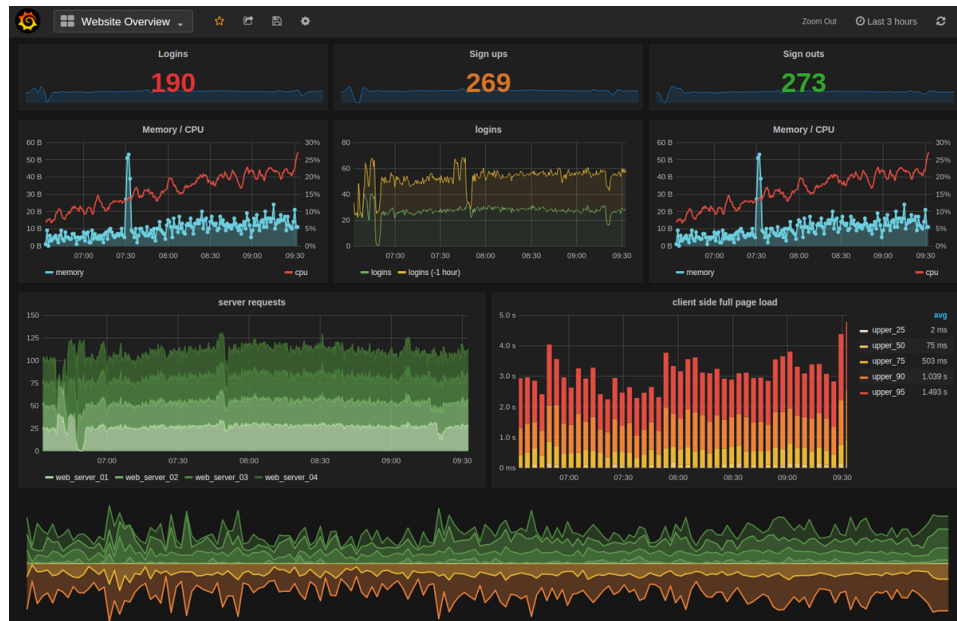 Website Overview
Zoom Out
Last 3 hours
Logins
190
Sign ups
269
Sign outs
273
Memory / CPU
60 B
50 B
40 B
30 B
20 B
10 B
0 B
30%
25%
20%
15%
10%
5%
0%
07:00 07:30 08:00 08:30 09:00 09:30
memory
cpu
logins
80
60
40
20
0
07:00 07:30 08:00 08:30 09:00 09:30
logins logins (-1 hour)
Memory / CPU
60 B
50 B
40 B
30 B
20 B
10 B
0 B
30%
25%
20%
15%
10%
5%
0%
07:00 07:30 08:00 08:30 09:00 09:30
memory
cpu
server requests
150
125
100
75
50
25
0
07:00 07:30 08:00 08:30 09:00 09:30
web_server_01 web_server_02 web_server_03 web_server_04
client side full page load
5.0 s
4.0 s
3.0 s
2.0 s
1.0 s
0 ms
07:00 07:30 08:00 08:30 09:00 09:30
avg
upper_25 2 ms
upper_50 75 ms
upper_75 503 ms
upper_90 1.039 s
upper_95 1.493 s